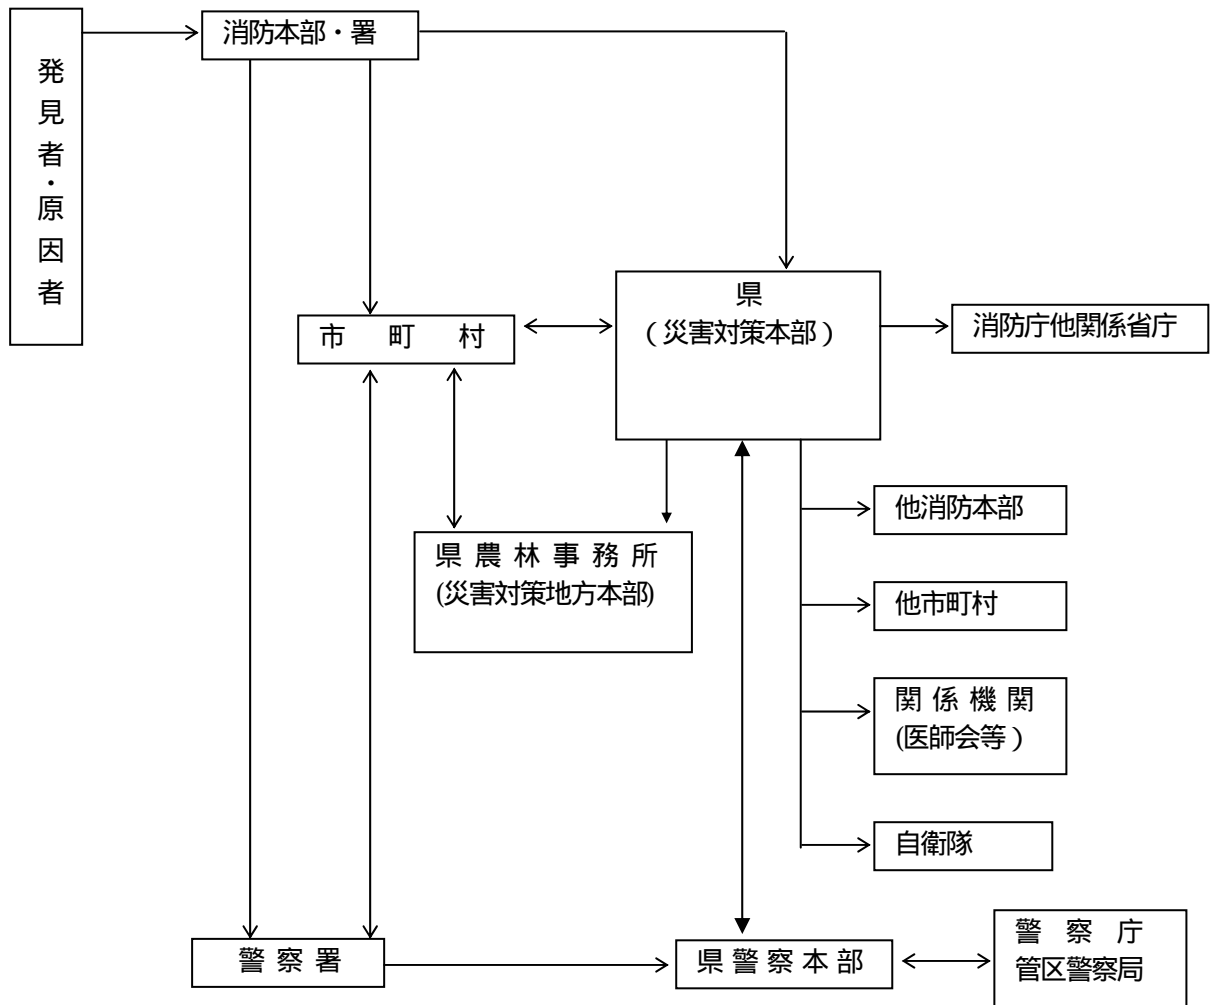 発見者・原因者
消防本部・署
市 町 村
県
（災害対策本部）
消防庁他関係省庁
県 農 林 事 務 所
(災害対策地方本部)
他消防本部
他市町村
関 係 機 関
(医師会等）
自衛隊
警 察 署
県 警 察 本 部
警 察 庁
管区警察局